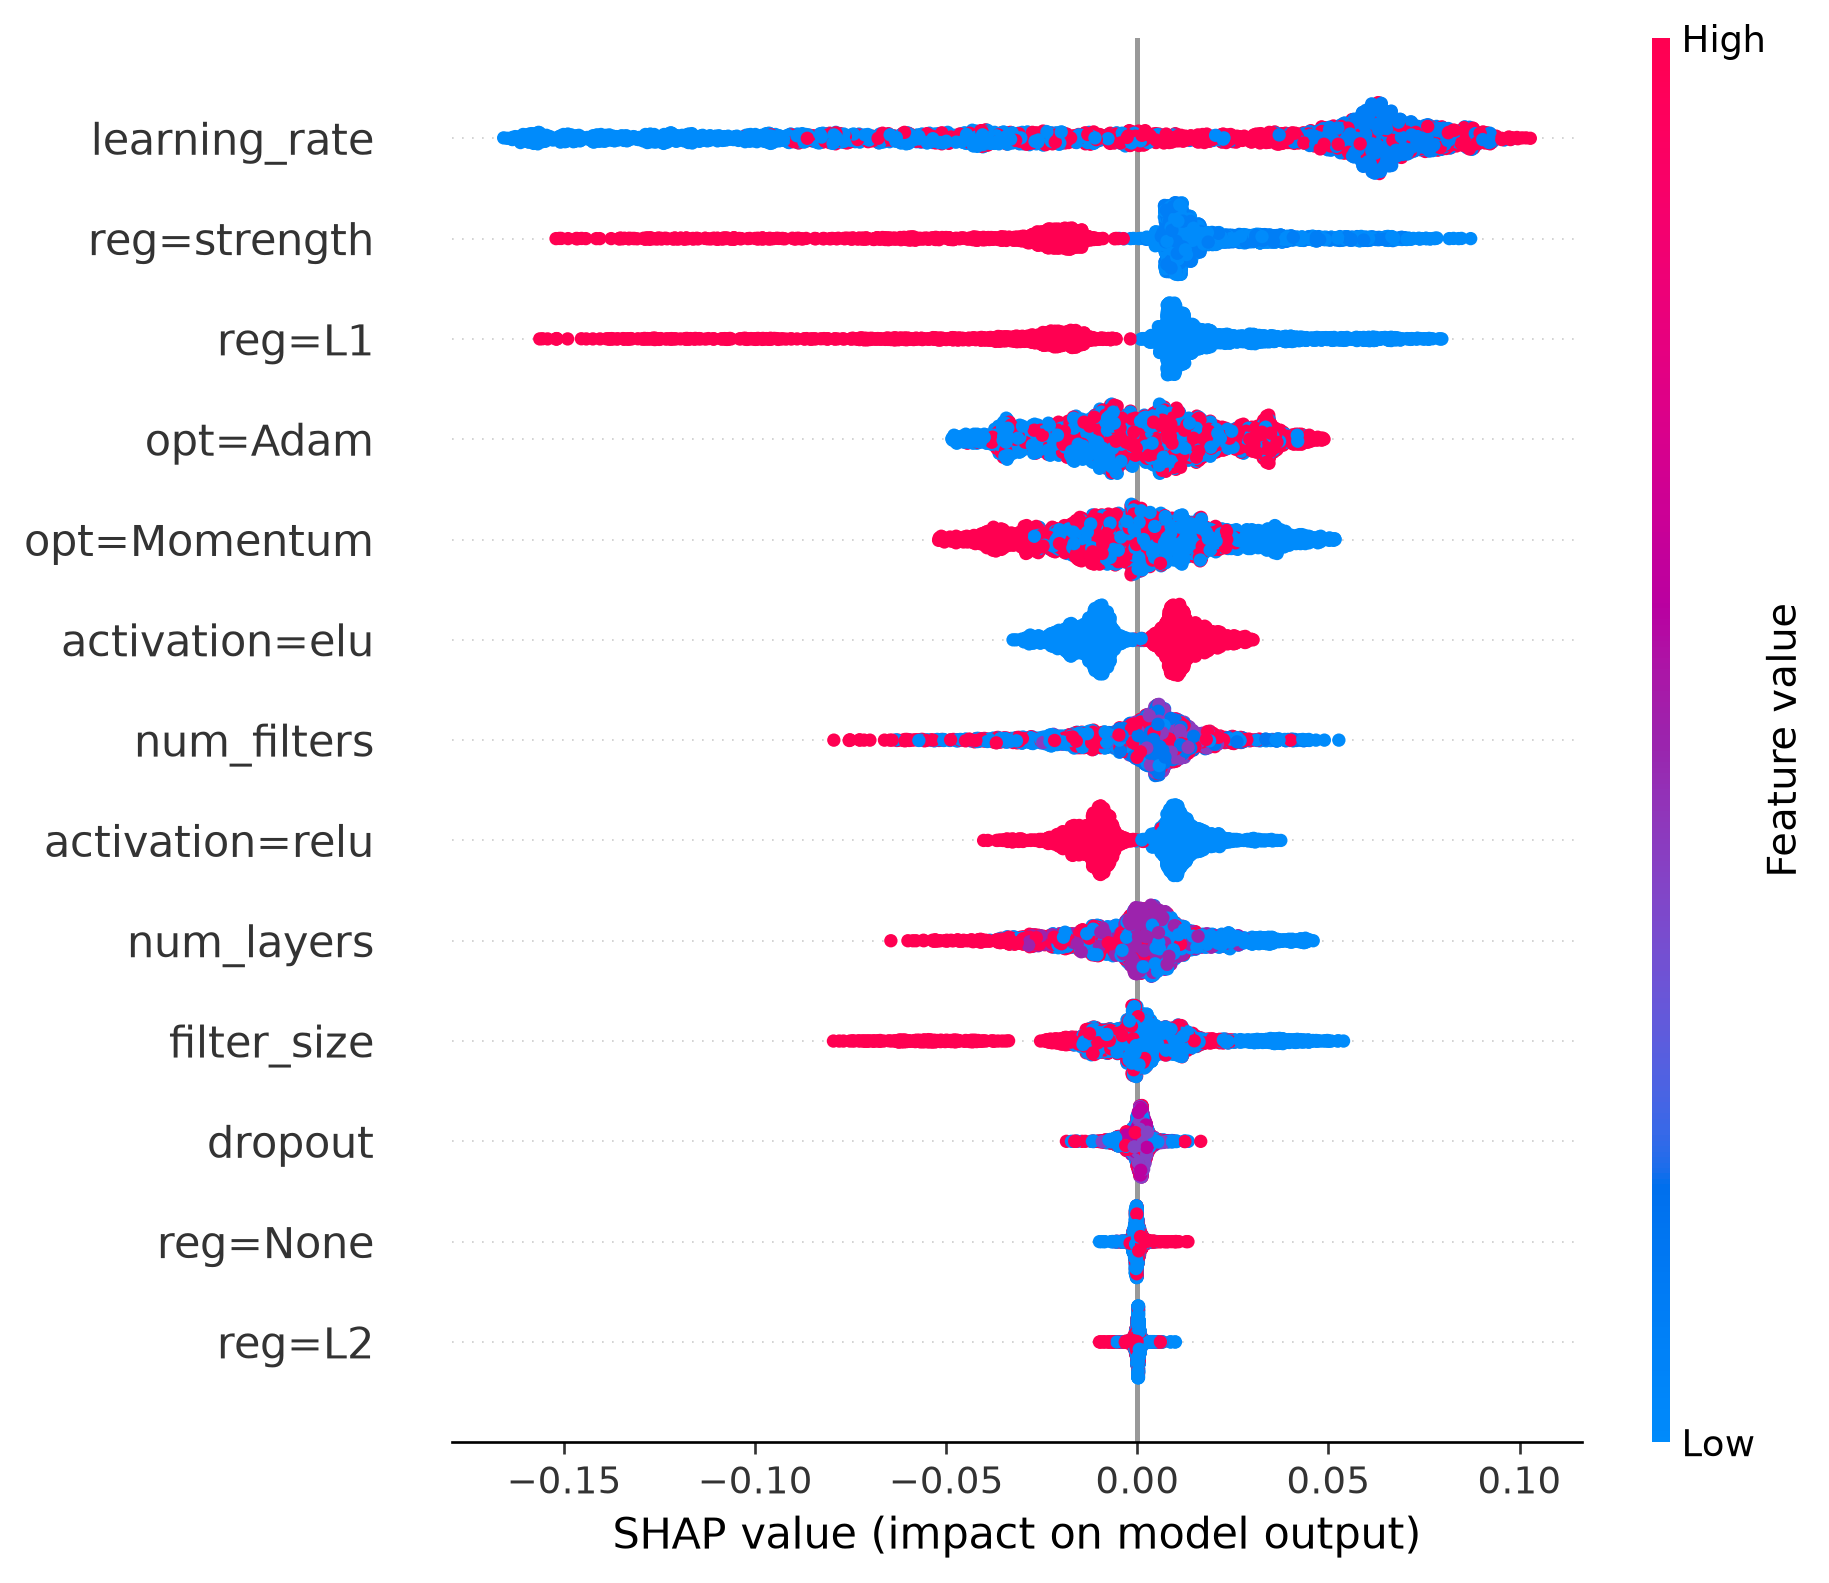 High
learning_rate
reg=strength
reg=L1
opt=Adam
opt=Momentum
activation=elu
num_filters
activation=relu
num_layers
filter_size
dropout
reg=None
reg=L2
Feature value
Low
−0.15 −0.10 −0.05 0.00 0.05 0.10
SHAP value (impact on model output)